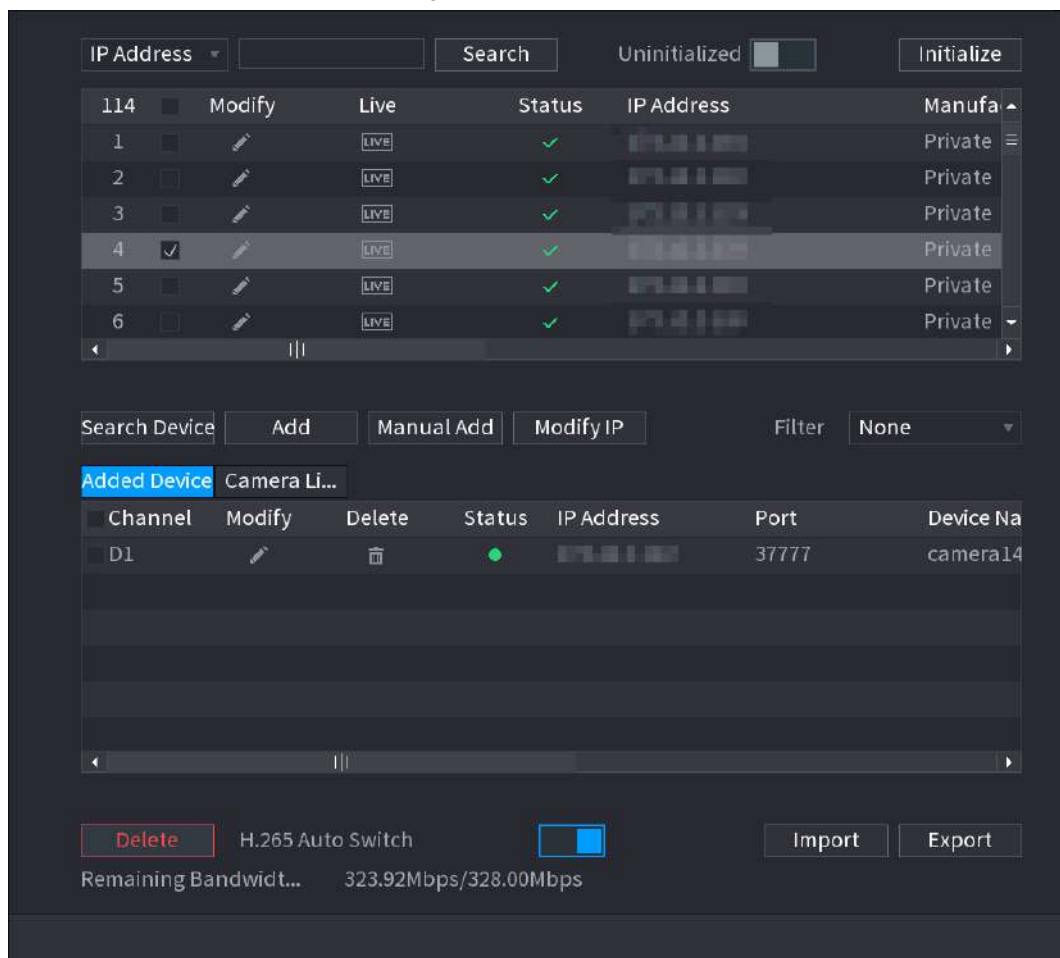 IP Address Search Uninitialized Initialize
114 Modify Live Status IP Address Manufa
1 LIVE Private
2 LIVE Private
3 LIVE Private
4 LIVE Private
5 LIVE Private
6 LIVE Private
Search Device Add Manual Add Modify IP Filter None
Added Device Camera Li...
Channel Modify Delete Status IP Address Port Device Na
D1 37777 camera14
Delete H.265 Auto Switch Import Export
Remaining Bandwidt... 323.92Mbps/328.00Mbps